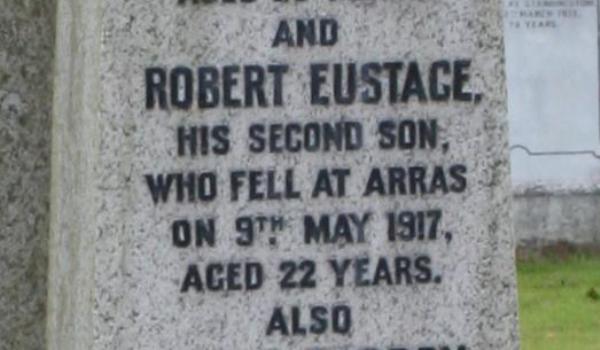 AND
ROBERT EUSTACE,
HIS SECOND SON,
WHO FELL AT ARRAS
ON 9TH MAY 1917,
AGED 22 YEARS.
ALSO